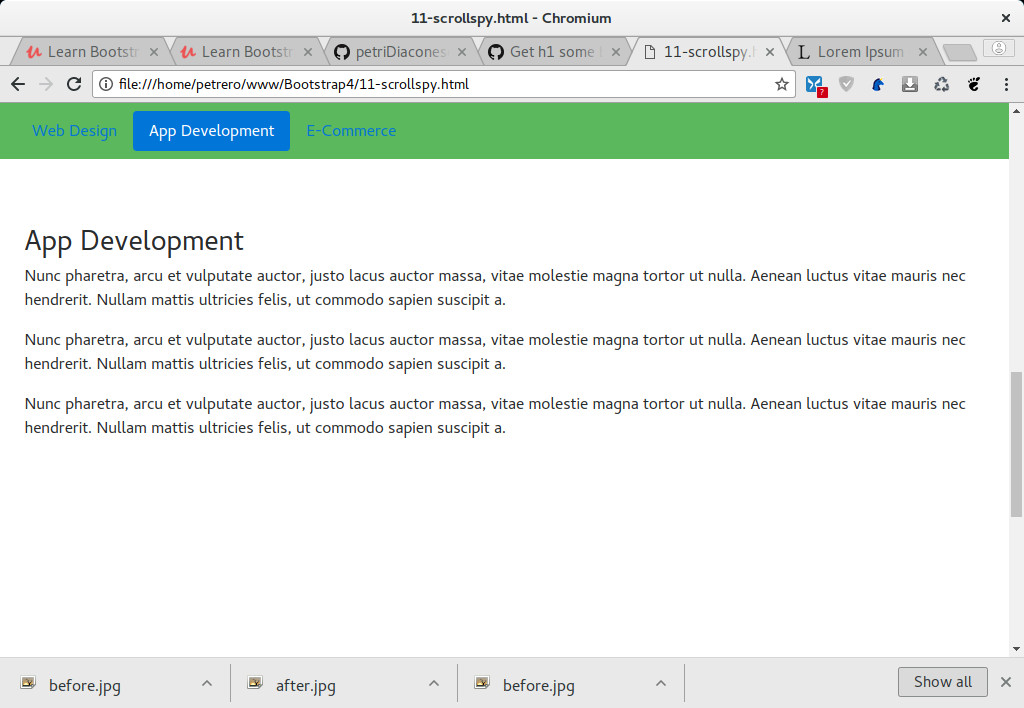 11-scrollspy.html - Chromium
Learn Bootst
Learn Bootst
petriDiacones
Get h1 some
11-scrollspy.
Lorem Ipsum
file:///home/petrero/www/Bootstrap4/11-scrollspy.html
?
Web Design
App Development
E-Commerce
App Development
Nunc pharetra, arcu et vulputate auctor, justo lacus auctor massa, vitae molestie magna tortor ut nulla. Aenean luctus vitae mauris nec
hendrerit. Nullam mattis ultricies felis, ut commodo sapien suscipit a.
Nunc pharetra, arcu et vulputate auctor, justo lacus auctor massa, vitae molestie magna tortor ut nulla. Aenean luctus vitae mauris nec
hendrerit. Nullam mattis ultricies felis, ut commodo sapien suscipit a.
Nunc pharetra, arcu et vulputate auctor, justo lacus auctor massa, vitae molestie magna tortor ut nulla. Aenean luctus vitae mauris nec
hendrerit. Nullam mattis ultricies felis, ut commodo sapien suscipit a.
before.jpg
after.jpg
before.jpg
Show all